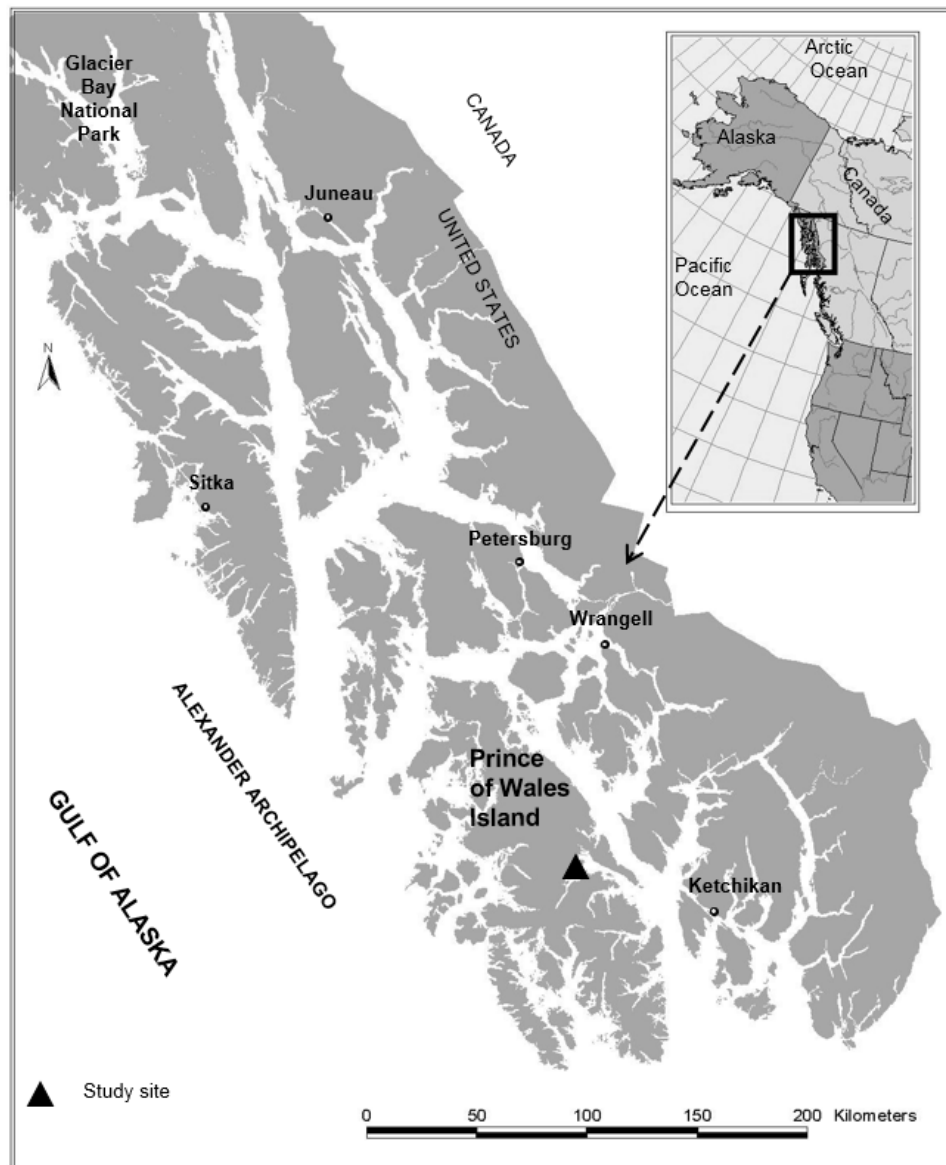 Glacier
Bay
National
Park
CANADA
Arctic
Ocean
Alaska
Canada
Pacific
Ocean
Juneau
UNITED STATES
N
Sitka
Petersburg
Wrangell
ALEXANDER ARCHIPELAGO
Prince
of Wales
Island
GULF OF ALASKA
Ketchikan
Study site
0 50 100 150 200 Kilometers